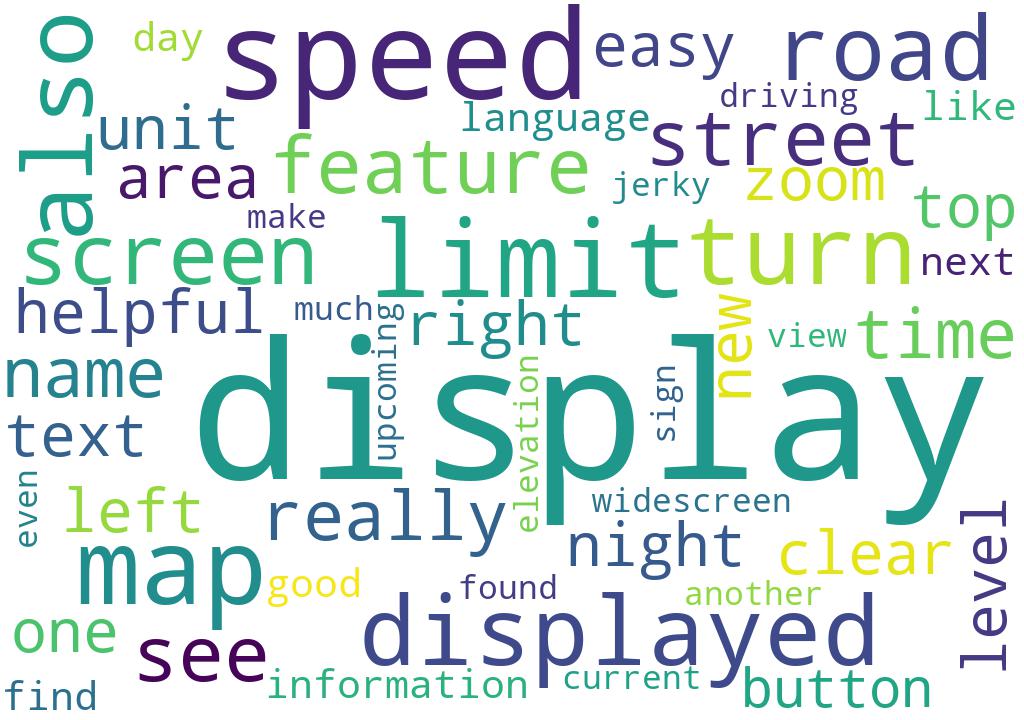 also
day
speed
easy
road
unit
language
driving
like
area
feature
street
jerky
zoom
top
make
screen
limit
turn
next
helpful
much
upcoming
right
new
view
time
name
display
elevation
sign
text
even
left
really
widescreen
level
map
good
night
clear
found
another
one
see
displayed
find
information
current
button